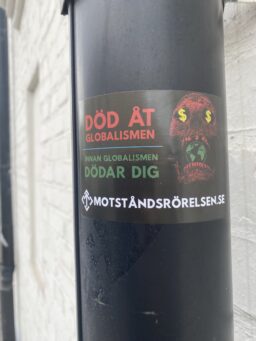 DÖD ÅT
GLOBALISMEN
INNAN GLOBALISMEN
DÖDAR DIG
MOTSTÅNDSRÖRELSEN.SE
$ $